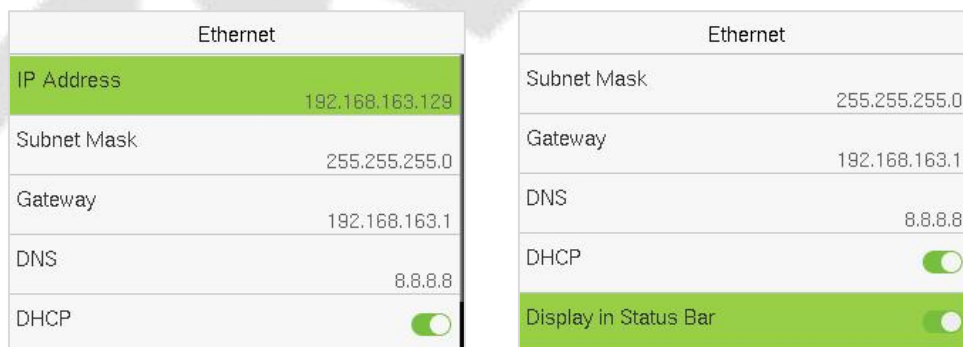 Ethernet
IP Address
192.168.163.129
Subnet Mask
255.255.255.0
Gateway
192.168.163.1
DNS
8.8.8.8
DHCP
Ethernet
Subnet Mask
255.255.255.0
Gateway
192.168.163.1
DNS
8.8.8.8
DHCP
Display in Status Bar